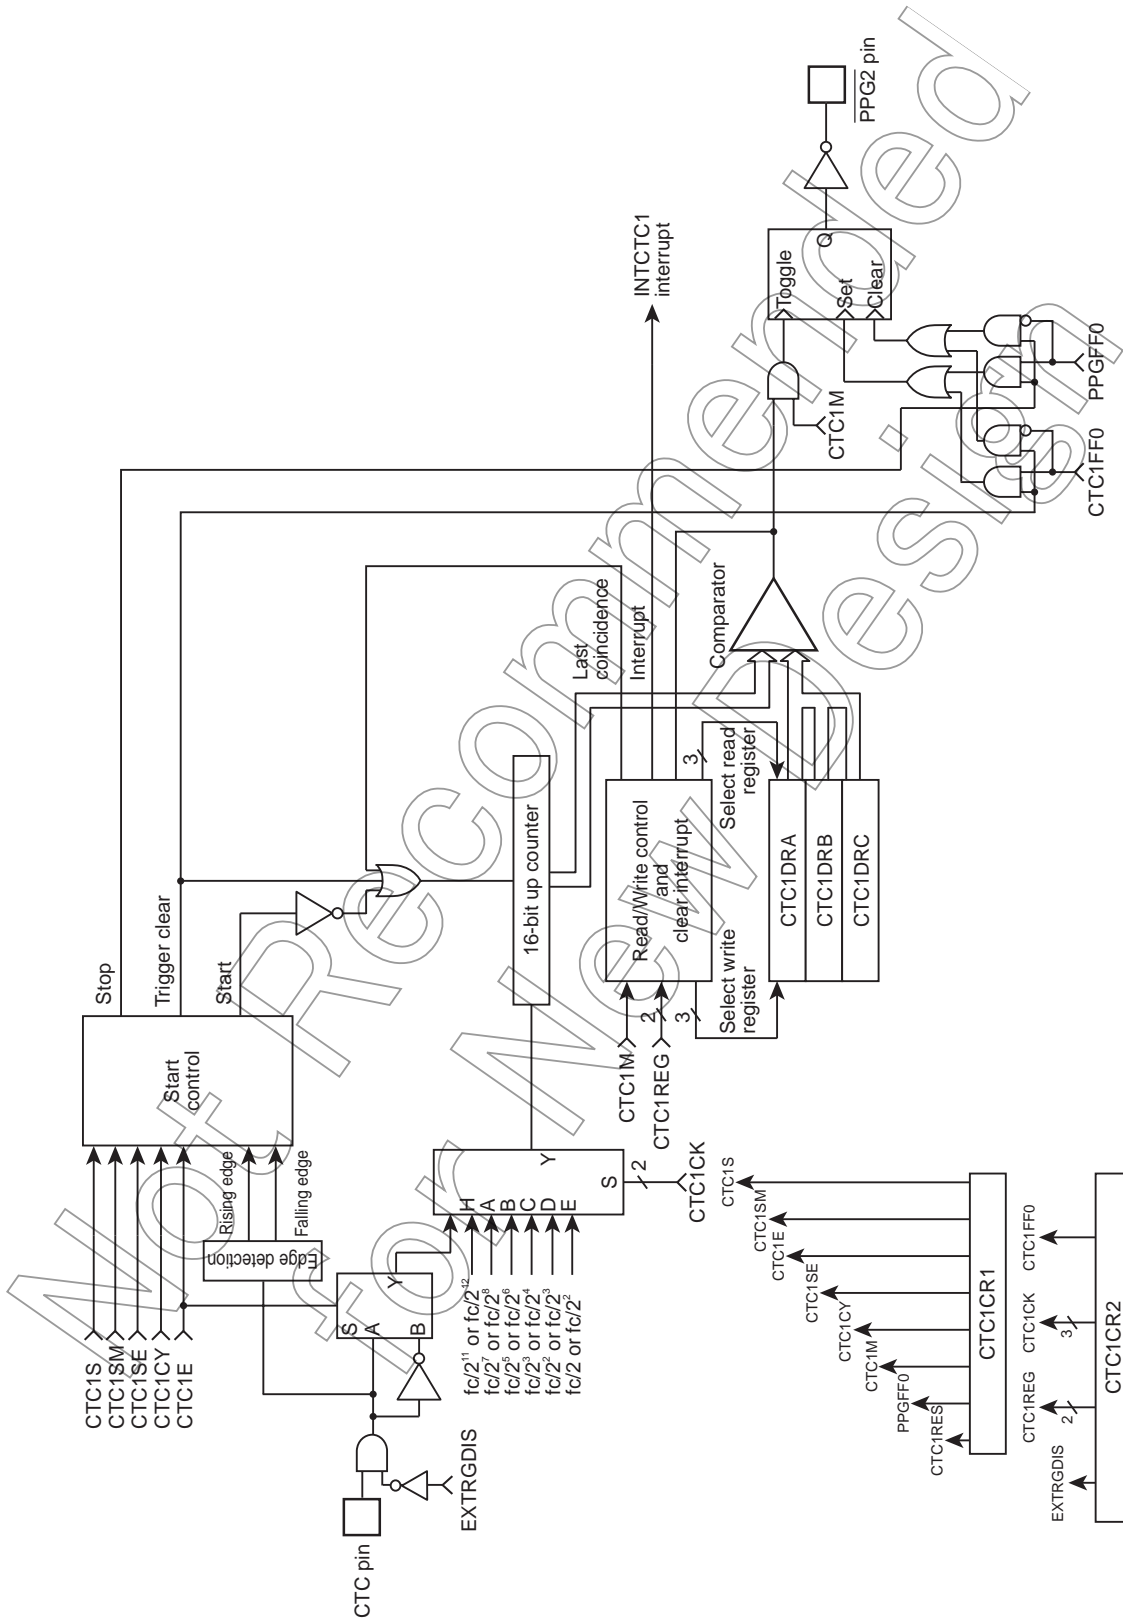 CTC pin
EXTRGDIS
CTC1S
CTC1SM
CTC1SE
CTC1CY
CTC1E
Edge detection
Rising edge
Falling edge
Start
control
Stop
Trigger clear
Start
S
A
B
Y
fc/2¹¹ or fc/2¹²
fc/2⁷ or fc/2⁸
fc/2⁵ or fc/2⁶
fc/2³ or fc/2⁴
fc/2² or fc/2³
fc/2 or fc/2²
H
A
B
C
D
E
Y
S
2
CTC1CK
16-bit up counter
CTC1M
CTC1REG
2
3
Read/Write control
and
clear interrupt
Select write
register
Select read
register
3
Last
coincidence
Interrupt
CTC1DRA
CTC1DRB
CTC1DRC
Comparator
INTCTC1
interrupt
CTC1M
Toggle
Set
Clear
Q
PPG2 pin
CTC1FF0
PPGFF0
CTC1RES
PPGFF0
CTC1M
CTC1CY
CTC1SE
CTC1E
CTC1SM
CTC1S
CTC1CR1
EXTRGDIS
CTC1REG
2
CTC1CK
3
CTC1FF0
CTC1CR2
Not Recommended
for New Design